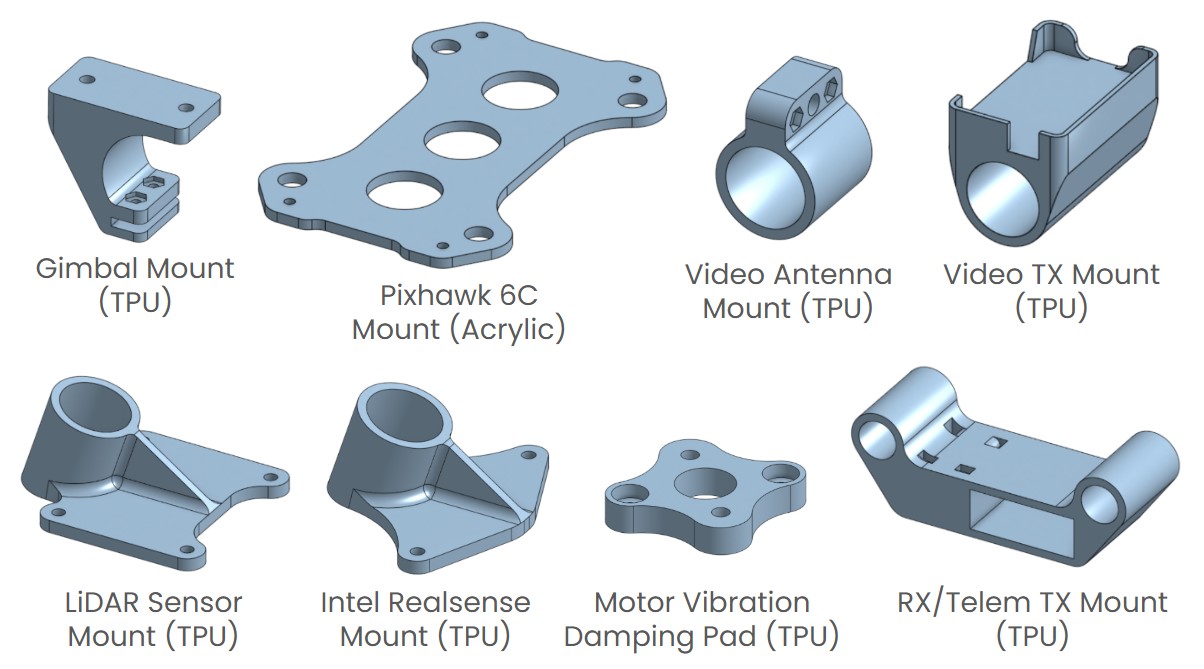 Gimbal Mount
(TPU)
Pixhawk 6C
Mount (Acrylic)
Video Antenna
Mount (TPU)
Video TX Mount
(TPU)
LiDAR Sensor
Mount (TPU)
Intel Realsense
Mount (TPU)
Motor Vibration
Damping Pad (TPU)
RX/Telem TX Mount
(TPU)